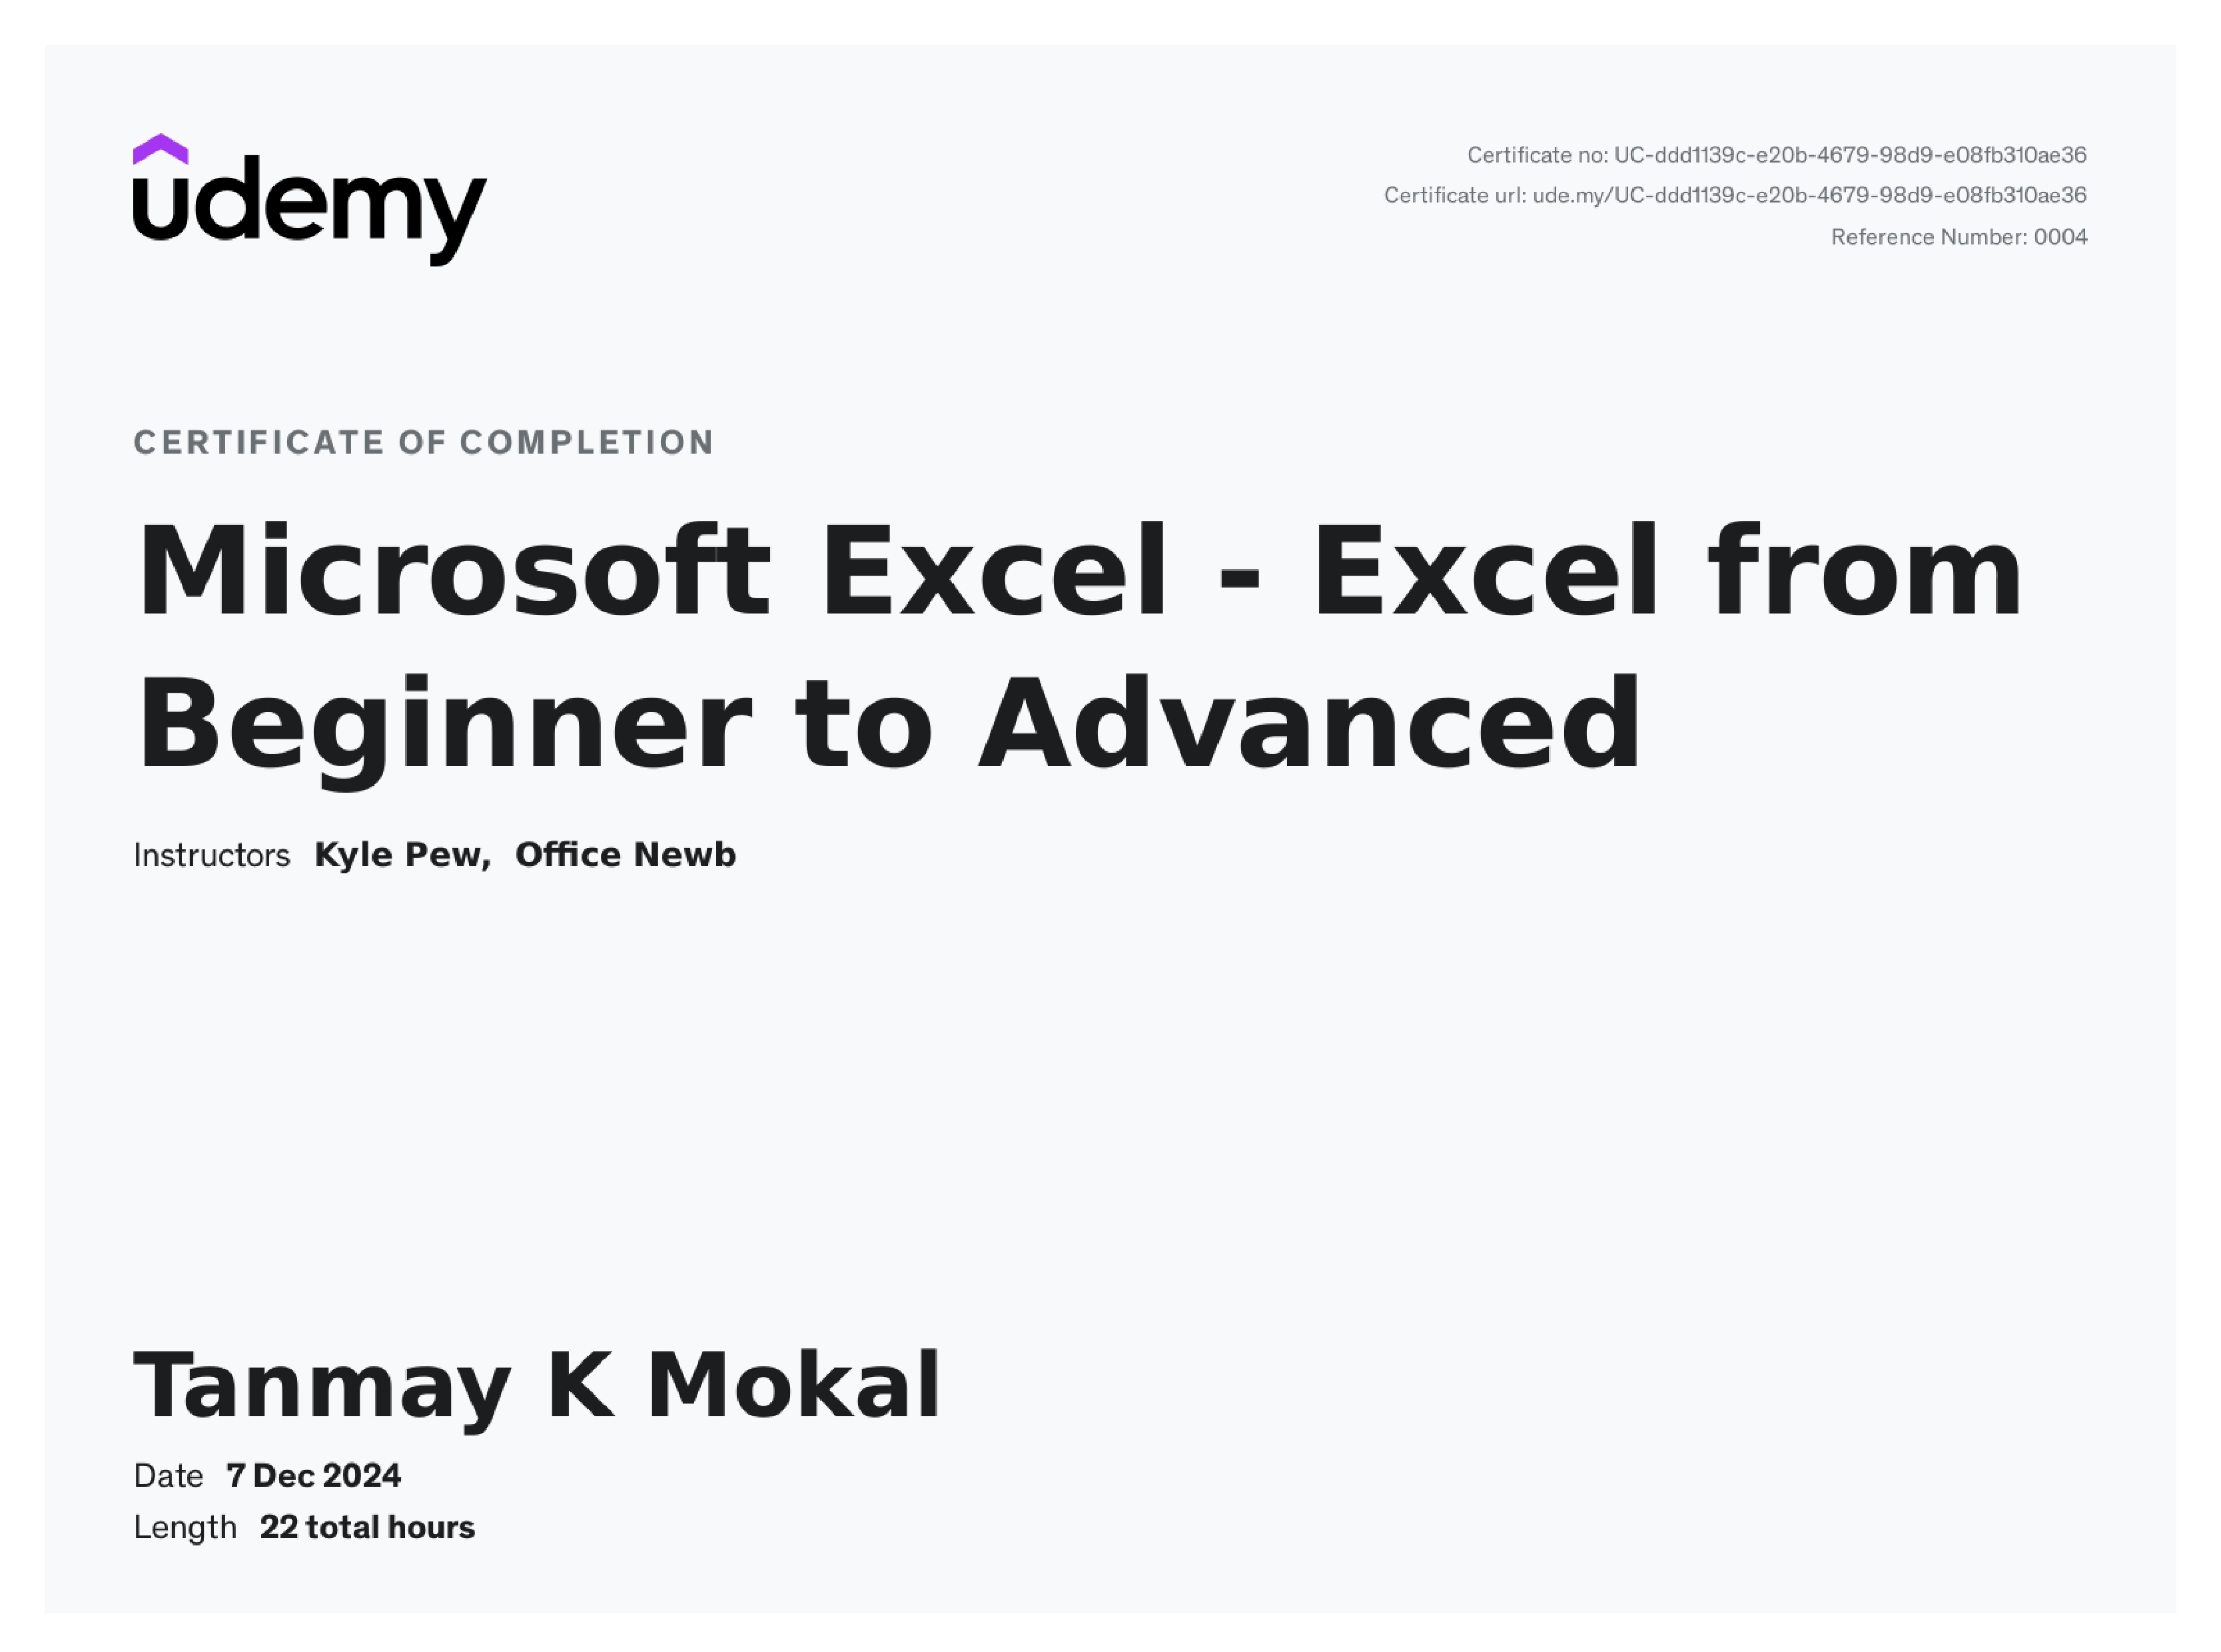 udemy
Certificate no: UC-ddd1139c-e20b-4679-98d9-e08fb310ae36
Certificate url: ude.my/UC-ddd1139c-e20b-4679-98d9-e08fb310ae36
Reference Number: 0004
CERTIFICATE OF COMPLETION
Microsoft Excel - Excel from
Beginner to Advanced
Instructors Kyle Pew, Office Newb
Tanmay K Mokal
Date 7 Dec 2024
Length 22 total hours